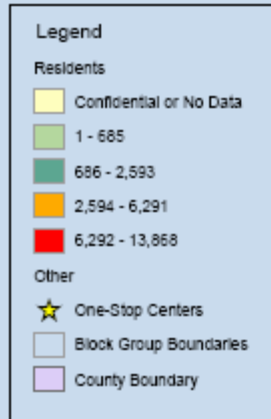 Legend
Residents
Confidential or No Data
1 - 685
686 - 2,593
2,594 - 6,291
6,292 - 13,868
Other
One-Stop Centers
Block Group Boundaries
County Boundary